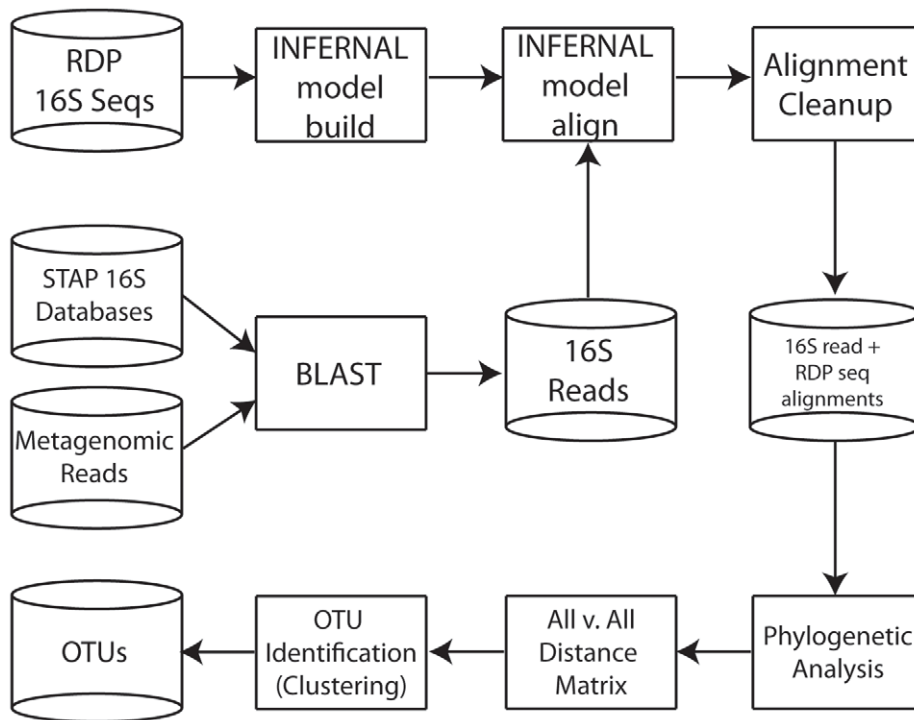 RDP
16S Seqs
INFERNAL
model
build
INFERNAL
model
align
Alignment
Cleanup
STAP 16S
Databases
Metagenomic
Reads
BLAST
16S
Reads
16S read +
RDP seq
alignments
OTUs
OTU
Identification
(Clustering)
All v. All
Distance
Matrix
Phylogenetic
Analysis